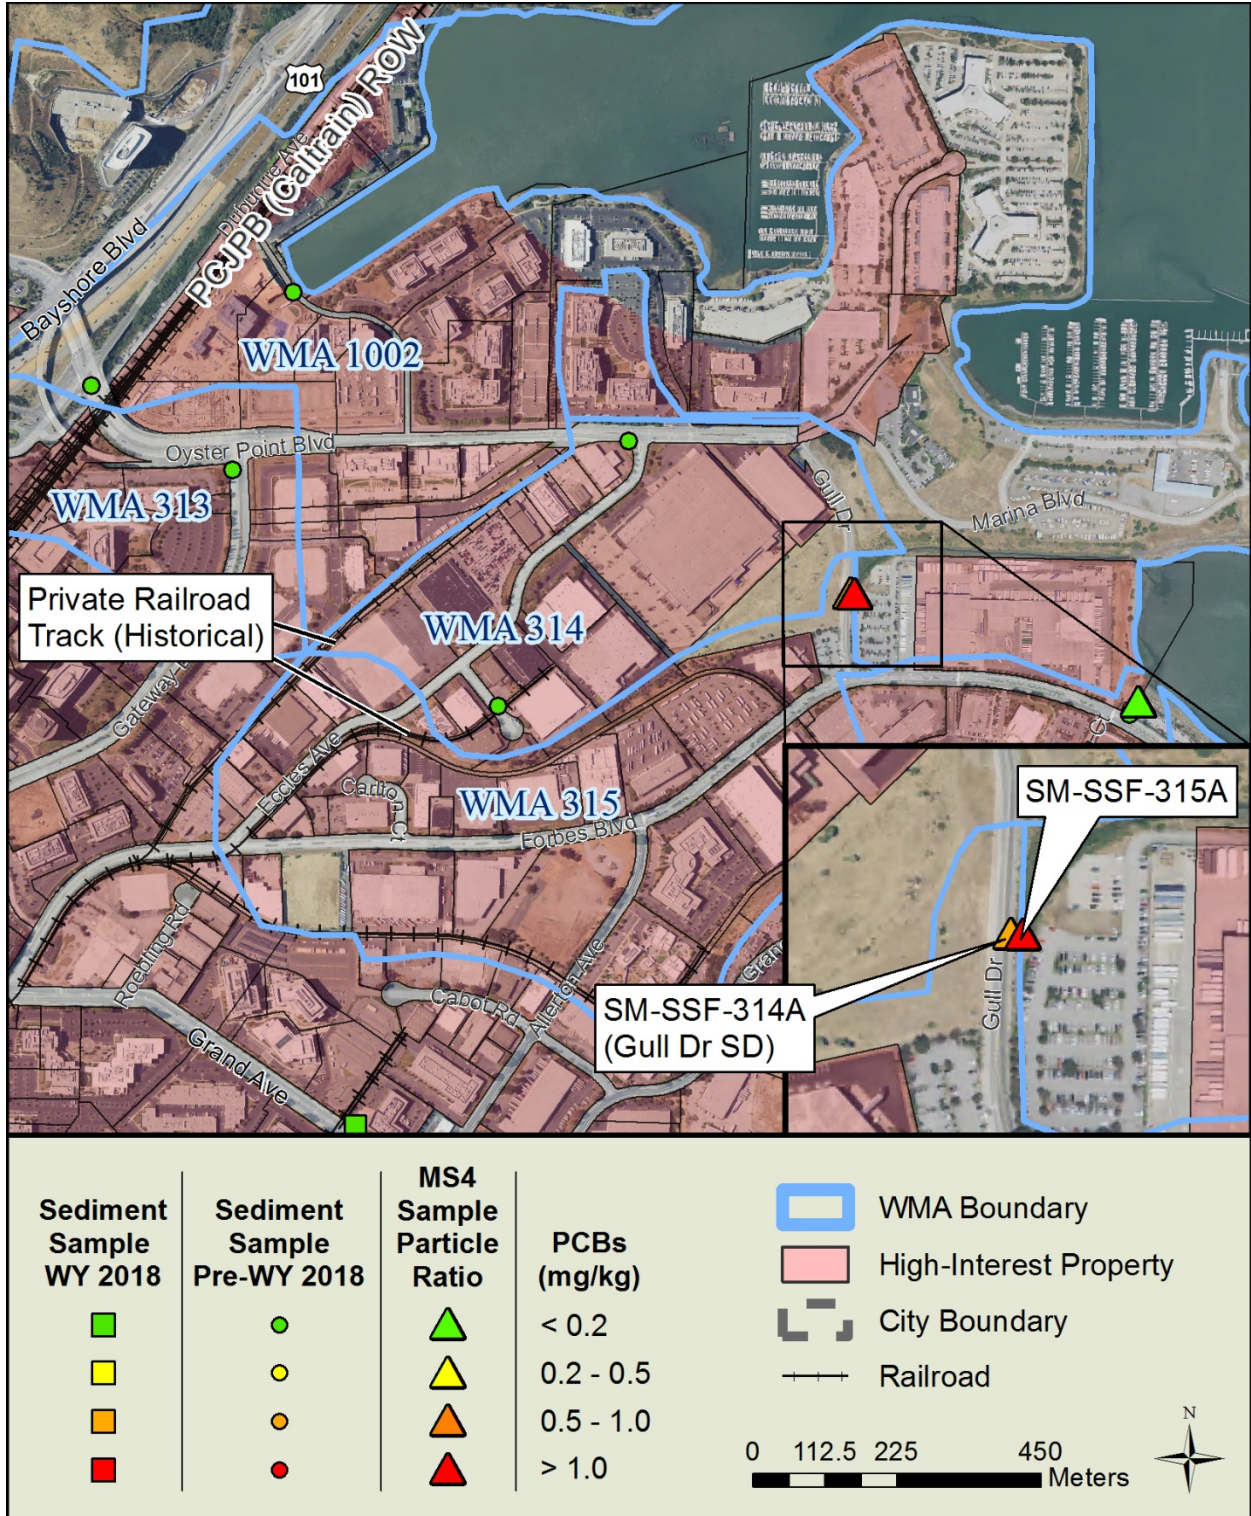 101
PCJPB (Caltrain) ROW
Dubuque Ave
Bayshore Blvd
WMA 1002
Oyster Point Blvd
WMA 313
Gull Dr
Marina Blvd
Private Railroad
Track (Historical)
WMA 314
Gateway
Eccles Ave
Carlton Ct
WMA 315
Forbes Blvd
SM-SSF-315A
Roebling Rd
Allerton Ave
Cabot Rd
Grand
SM-SSF-314A
(Gull Dr SD)
Gull Dr
Grand Ave
Sediment
Sample
WY 2018
Sediment
Sample
Pre-WY 2018
MS4
Sample
Particle
Ratio
PCBs
(mg/kg)
< 0.2
0.2 - 0.5
0.5 - 1.0
> 1.0
WMA Boundary
High-Interest Property
City Boundary
Railroad
N
0 112.5 225 450
Meters